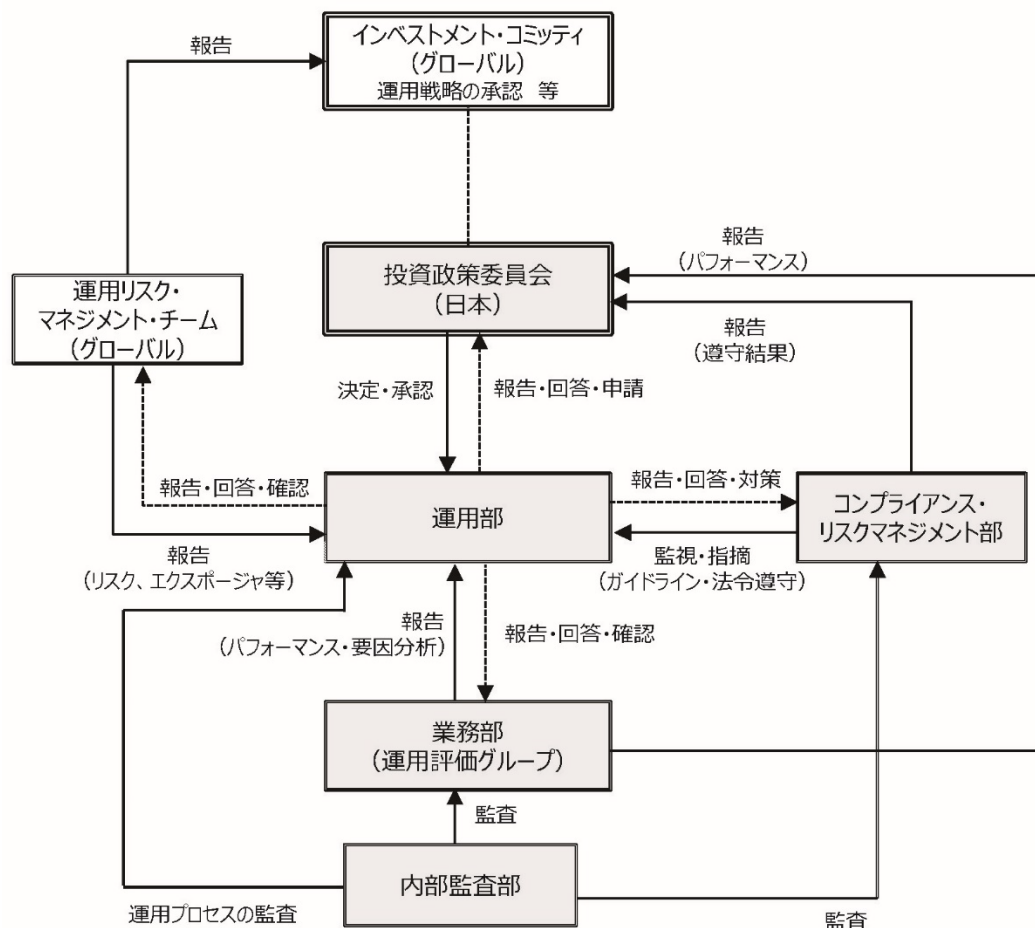 インベストメント・コミッティ
（グローバル）
運用戦略の承認 等
報告
投資政策委員会
（日本）
報告
（パフォーマンス）
運用リスク・
マネジメント・チーム
（グローバル）
報告
（遵守結果）
決定・承認
報告・回答・申請
報告・回答・確認
運用部
報告・回答・対策
コンプライアンス・
リスクマネジメント部
報告
（リスク、エクスポージャ等）
監視・指摘
（ガイドライン・法令遵守）
報告
（パフォーマンス・要因分析）
報告・回答・確認
業務部
（運用評価グループ）
監査
内部監査部
運用プロセスの監査
監査